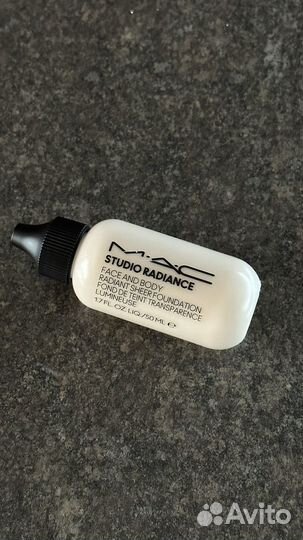 MAC
STUDIO RADIANCE
FACE AND BODY
RADIANT SHEER FOUNDATION
FOND DE TEINT TRANSPARENCE
LUMINEUSE
1.7 FL. OZ. LIQ./50 ML ℮
Avito